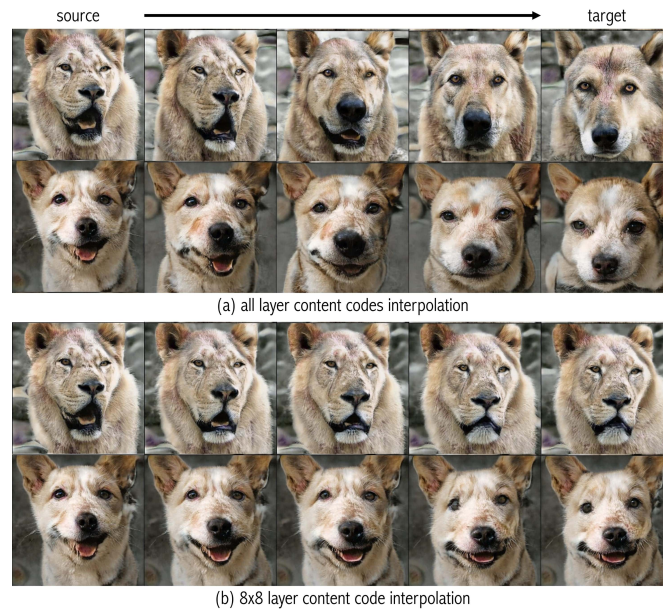 source target
(a) all layer content codes interpolation
(b) 8x8 layer content code interpolation